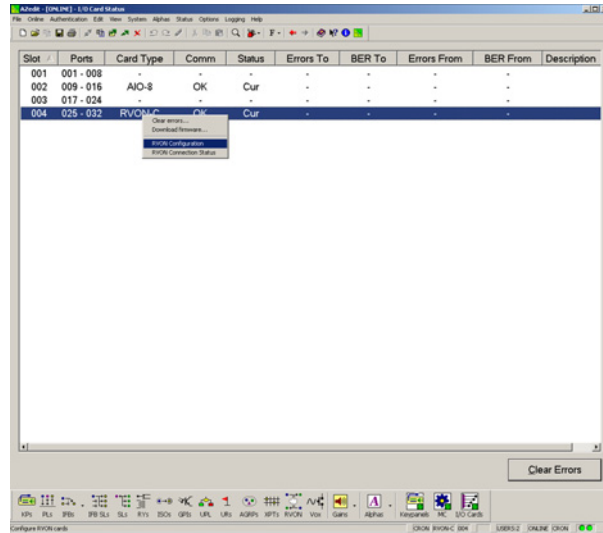 AZedit - [ONLINE] - I/O Card Status
File Online Authentication Edit View System Alphas Status Options Logging Help
Slot Ports Card Type Comm Status Errors To BER To Errors From BER From Description
001 001 - 008 - - - - - - -
002 009 - 016 AIO-8 OK Cur - - - -
003 017 - 024 - - - - - - -
004 025 - 032 RVON-C OK Cur - - - -
Clear errors...
Download firmware...
RVON Configuration
RVON Connection Status
Clear Errors
KPs PLs IFBs IFB SLs SLs RYs ISOs GPIs UPL URs AGRPs XPTs RVON Vox Gains Alphas Keypanels MC I/O Cards
Configure RVON cards CRON RVON-C 004 USERS:2 ONLINE CRON